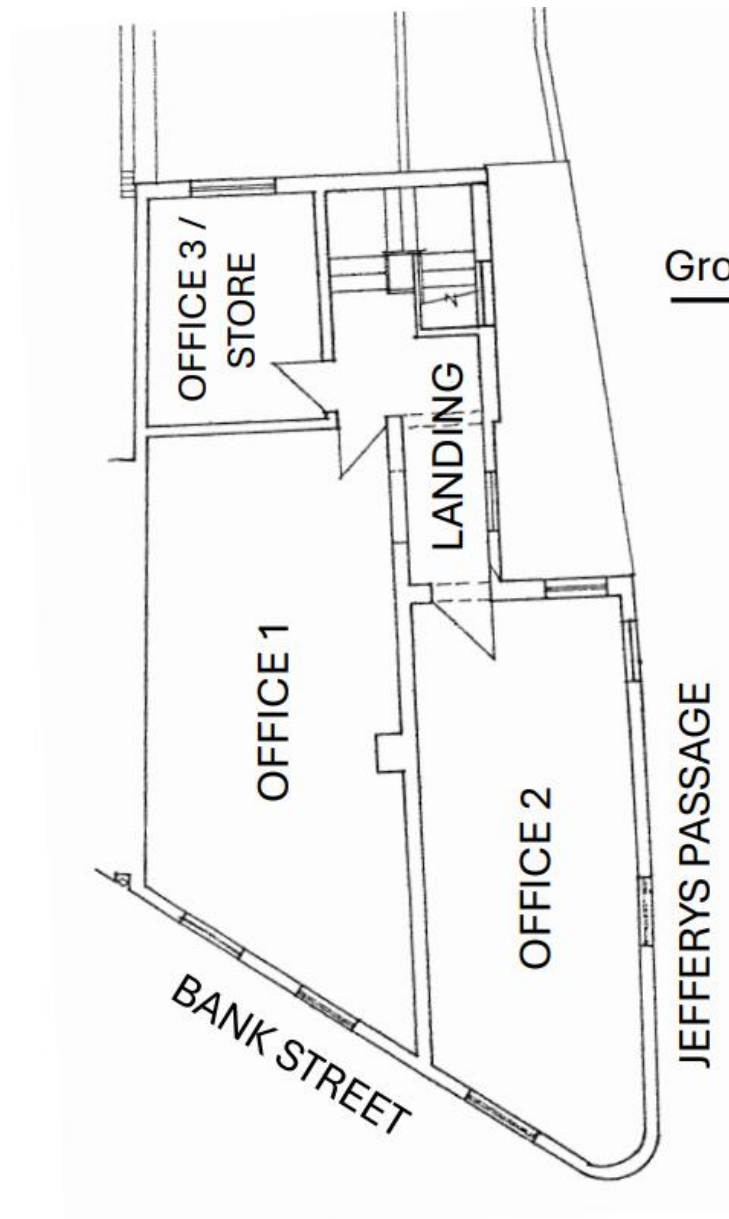 OFFICE 3 /
STORE
Gro
LANDING
OFFICE 1
OFFICE 2
JEFFERYS PASSAGE
BANK STREET